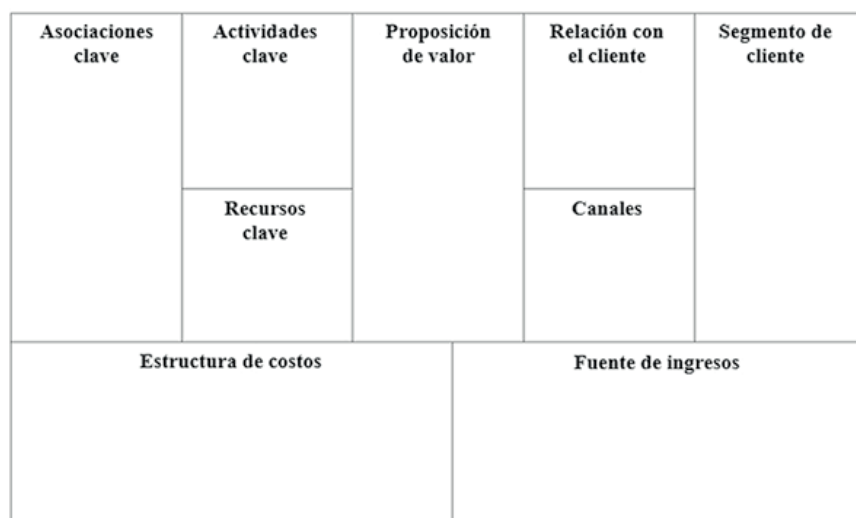 Asociaciones
clave
Actividades
clave
Proposición
de valor
Relación con
el cliente
Segmento de
cliente
Recursos
clave
Canales
Estructura de costos
Fuente de ingresos